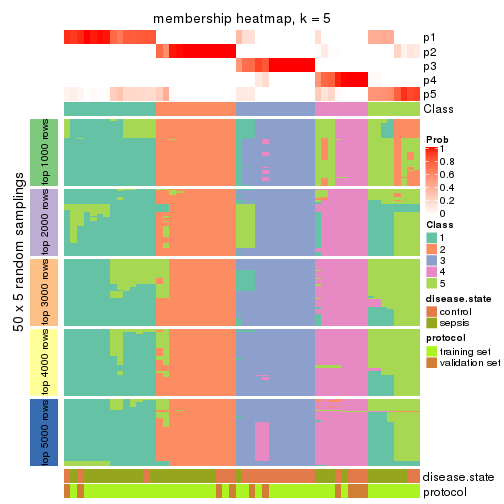 membership heatmap, k = 5
p1
p2
p3
p4
p5
Class
50 x 5 random samplings
top 1000 rows
top 2000 rows
top 3000 rows
top 4000 rows
top 5000 rows
disease.state
protocol
Prob
1
0.8
0.6
0.4
0.2
0
Class
1
2
3
4
5
disease.state
control
sepsis
protocol
training set
validation set